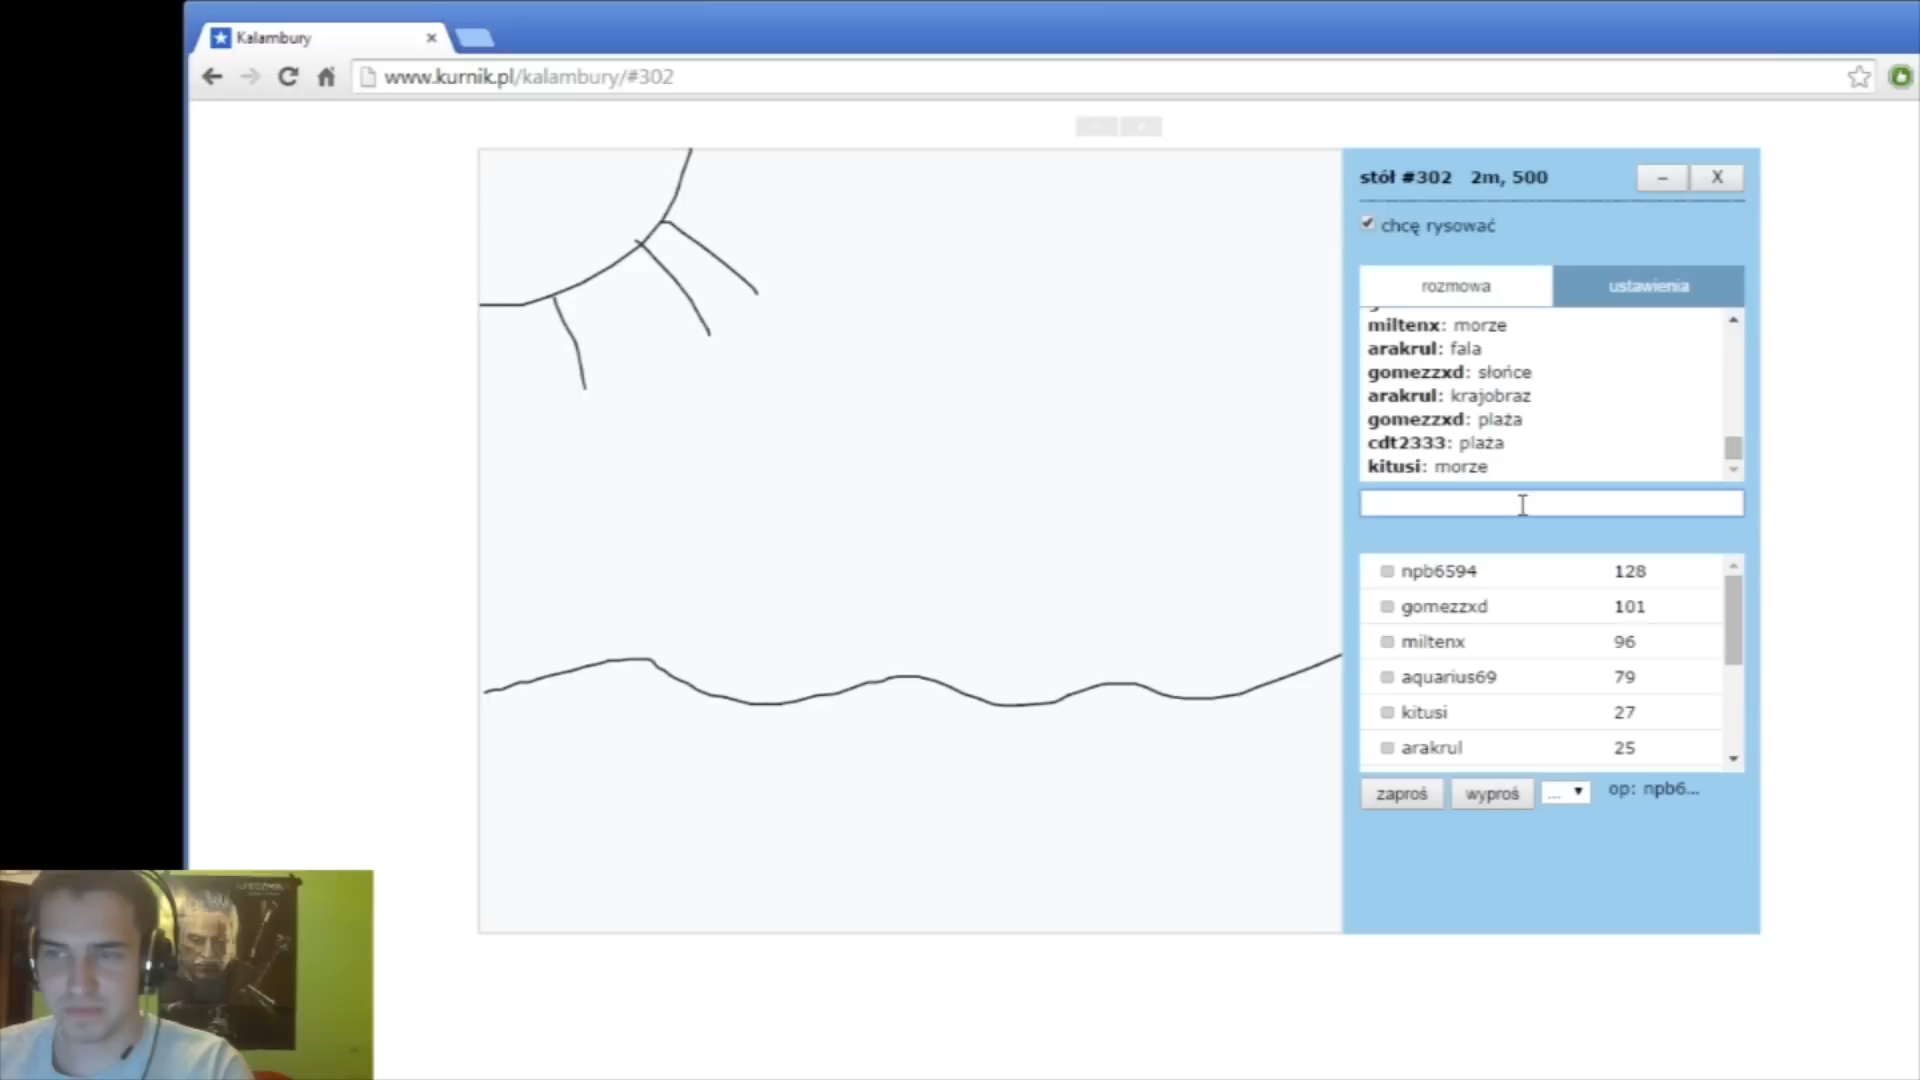 Kalambury
www.kurnik.pl/kalambury/#302
stół #302 2m, 500
– X
chcę rysować
rozmowa ustawienia
miltenx: morze
arakrul: fala
gomezzxd: słońce
arakrul: krajobraz
gomezzxd: plaża
cdt2333: plaża
kitusi: morze
npb6594 128
gomezzxd 101
miltenx 96
aquarius69 79
kitusi 27
arakrul 25
zaproś wyproś ... op: npb6...